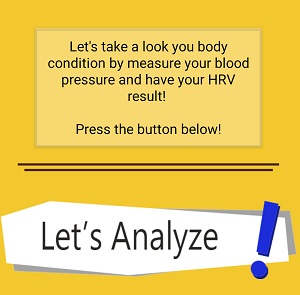 Let's take a look you body
condition by measure your blood
pressure and have your HRV
result!
Press the button below!
Let's Analyze !